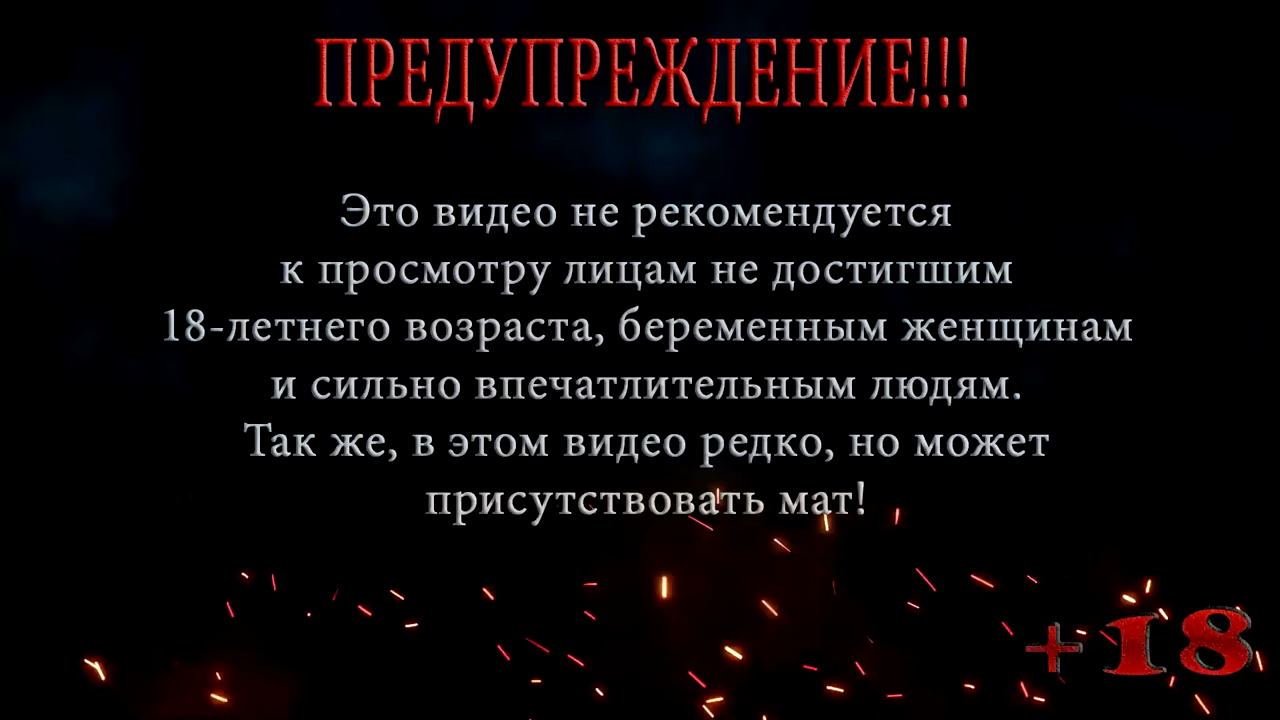 ПРЕДУПРЕЖДЕНИЕ!!!
Это видео не рекомендуется
к просмотру лицам не достигшим
18-летнего возраста, беременным женщинам
и сильно впечатлительным людям.
Так же, в этом видео редко, но может
присутствовать мат!
+18